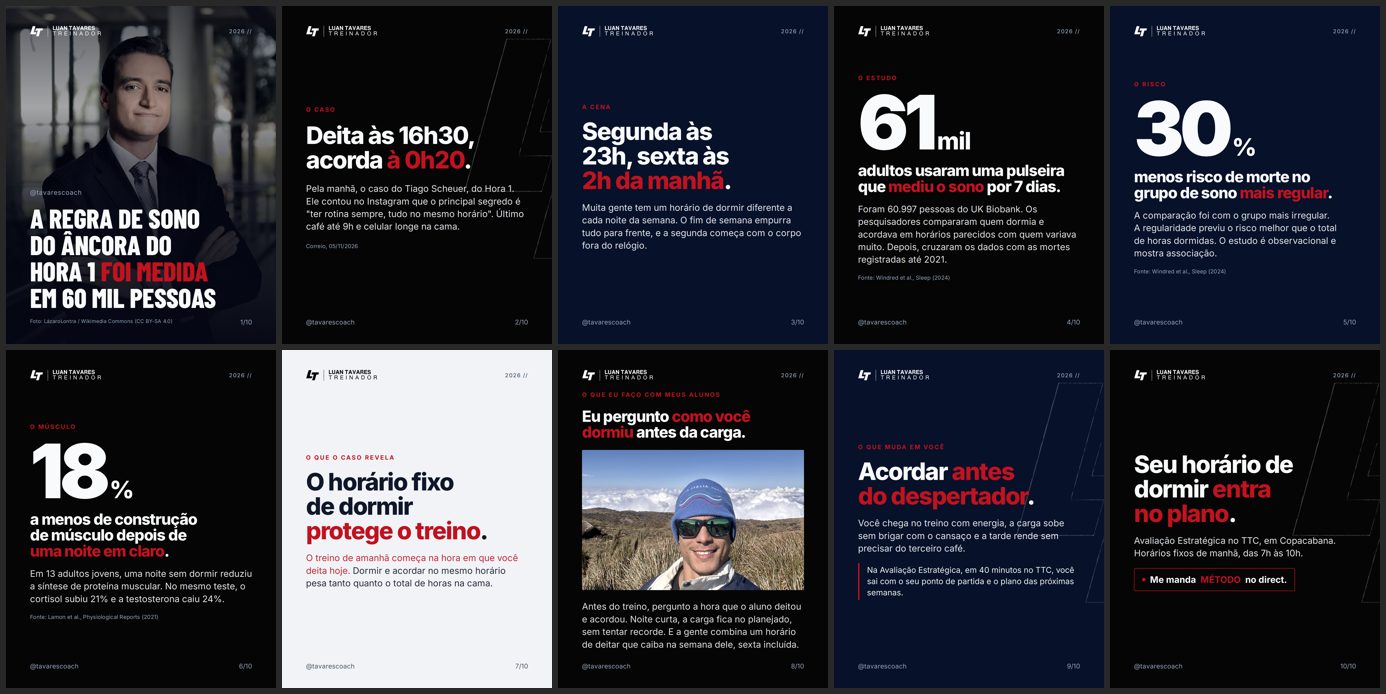 LT | LUAN TAVARES
TREINADOR
2026 //
@tavarescoach
A REGRA DE SONO
DO ÂNCORA DO
HORA 1 FOI MEDIDA
EM 60 MIL PESSOAS
Foto: LázaroLontra / Wikimedia Commons (CC BY-SA 4.0)
1/10
LT | LUAN TAVARES
TREINADOR
2026 //
O CASO
Deita às 16h30,
acorda à 0h20.
Pela manhã, o caso do Tiago Scheuer, do Hora 1.
Ele contou no Instagram que o principal segredo é
"ter rotina sempre, tudo no mesmo horário". Último
café até 9h e celular longe na cama.
Correio, 05/11/2026
@tavarescoach
2/10
LT | LUAN TAVARES
TREINADOR
2026 //
A CENA
Segunda às
23h, sexta às
2h da manhã.
Muita gente tem um horário de dormir diferente a
cada noite da semana. O fim de semana empurra
tudo para frente, e a segunda começa com o corpo
fora do relógio.
@tavarescoach
3/10
LT | LUAN TAVARES
TREINADOR
2026 //
O ESTUDO
61mil
adultos usaram uma pulseira
que mediu o sono por 7 dias.
Foram 60.997 pessoas do UK Biobank. Os
pesquisadores compararam quem dormia e
acordava em horários parecidos com quem variava
muito. Depois, cruzaram os dados com as mortes
registradas até 2021.
Fonte: Windred et al., Sleep (2024)
@tavarescoach
4/10
LT | LUAN TAVARES
TREINADOR
2026 //
O RISCO
30%
menos risco de morte no
grupo de sono mais regular.
A comparação foi com o grupo mais irregular.
A regularidade previu o risco melhor que o total
de horas dormidas. O estudo é observacional e
mostra associação.
Fonte: Windred et al., Sleep (2024)
@tavarescoach
5/10
LT | LUAN TAVARES
TREINADOR
2026 //
O MÚSCULO
18%
a menos de construção
de músculo depois de
uma noite em claro.
Em 13 adultos jovens, uma noite sem dormir reduziu
a síntese de proteína muscular. No mesmo teste, o
cortisol subiu 21% e a testosterona caiu 24%.
Fonte: Lamon et al., Physiological Reports (2021)
@tavarescoach
6/10
LT | LUAN TAVARES
TREINADOR
2026 //
O QUE O CASO REVELA
O horário fixo
de dormir
protege o treino.
O treino de amanhã começa na hora em que você
deita hoje. Dormir e acordar no mesmo horário
pesa tanto quanto o total de horas na cama.
@tavarescoach
7/10
LT | LUAN TAVARES
TREINADOR
2026 //
O QUE EU FAÇO COM MEUS ALUNOS
Eu pergunto como você
dormiu antes da carga.
Antes do treino, pergunto a hora que o aluno deitou
e acordou. Noite curta, a carga fica no planejado,
sem tentar recorde. E a gente combina um horário
de deitar que caiba na semana dele, sexta incluída.
@tavarescoach
8/10
LT | LUAN TAVARES
TREINADOR
2026 //
O QUE MUDA EM VOCÊ
Acordar antes
do despertador.
Você chega no treino com energia, a carga sobe
sem brigar com o cansaço e a tarde rende sem
precisar do terceiro café.
Na Avaliação Estratégica, em 40 minutos no TTC, você
sai com o seu ponto de partida e o plano das próximas
semanas.
@tavarescoach
9/10
LT | LUAN TAVARES
TREINADOR
2026 //
Seu horário de
dormir entra
no plano.
Avaliação Estratégica no TTC, em Copacabana.
Horários fixos de manhã, das 7h às 10h.
• Me manda MÉTODO no direct.
@tavarescoach
10/10